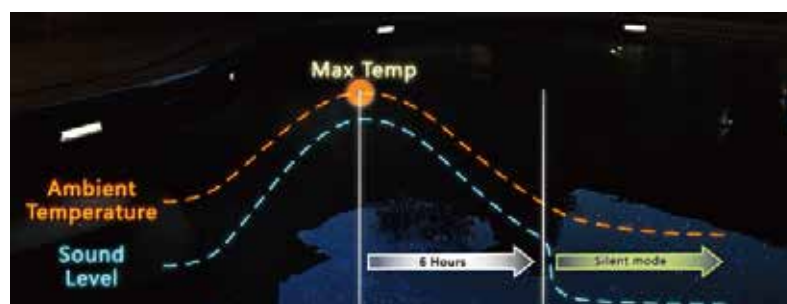 Max Temp
Ambient
Temperature
Sound
Level
6 Hours
Silent mode